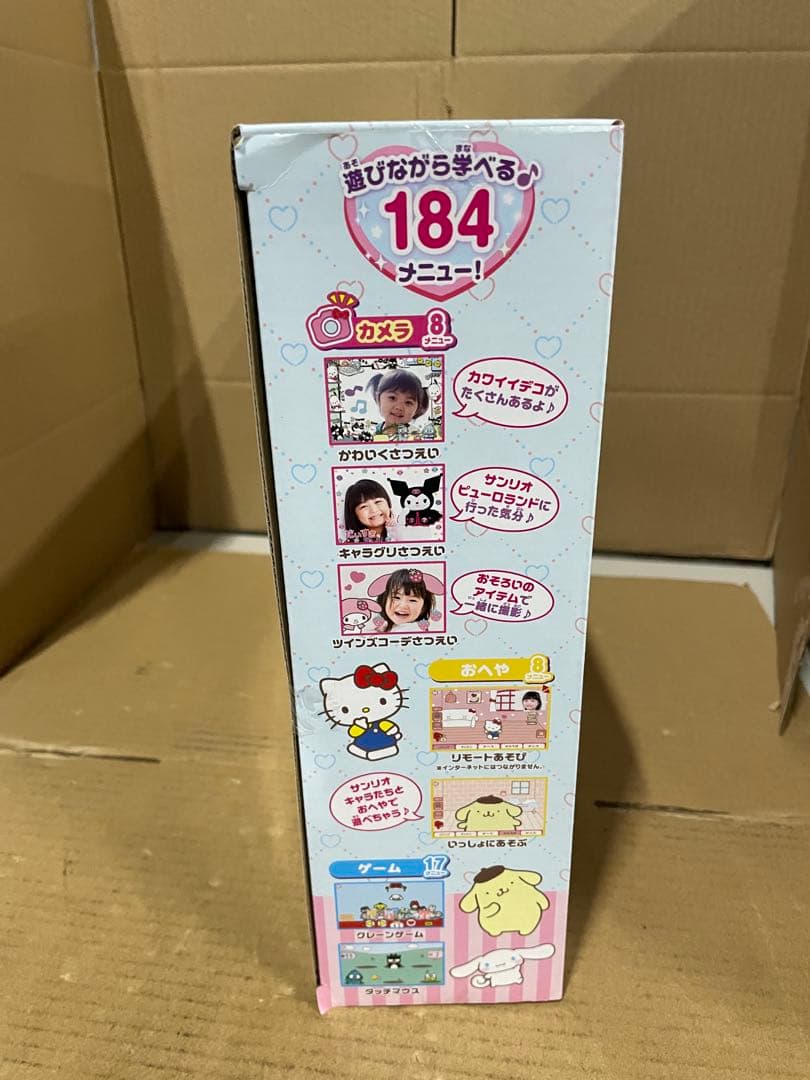 あそ まな
遊びながら学べる♪
184
メニュー!
カメラ 8
メニュー
カワイイデコが
たくさんあるよ♪
かわいくさつえい
サンリオ
ピューロランドに
行った気分♪
キャラグリさつえい
おそろいの
アイテムで
一緒に撮影♪
ツインズコーデさつえい
おへや 8
メニュー
リモートあそび
※インターネットにはつながりません。
サンリオ
キャラたちと
おへやで
遊べちゃう♪
いっしょにあそぶ
ゲーム 17
メニュー
クレーンゲーム
タッチマウス